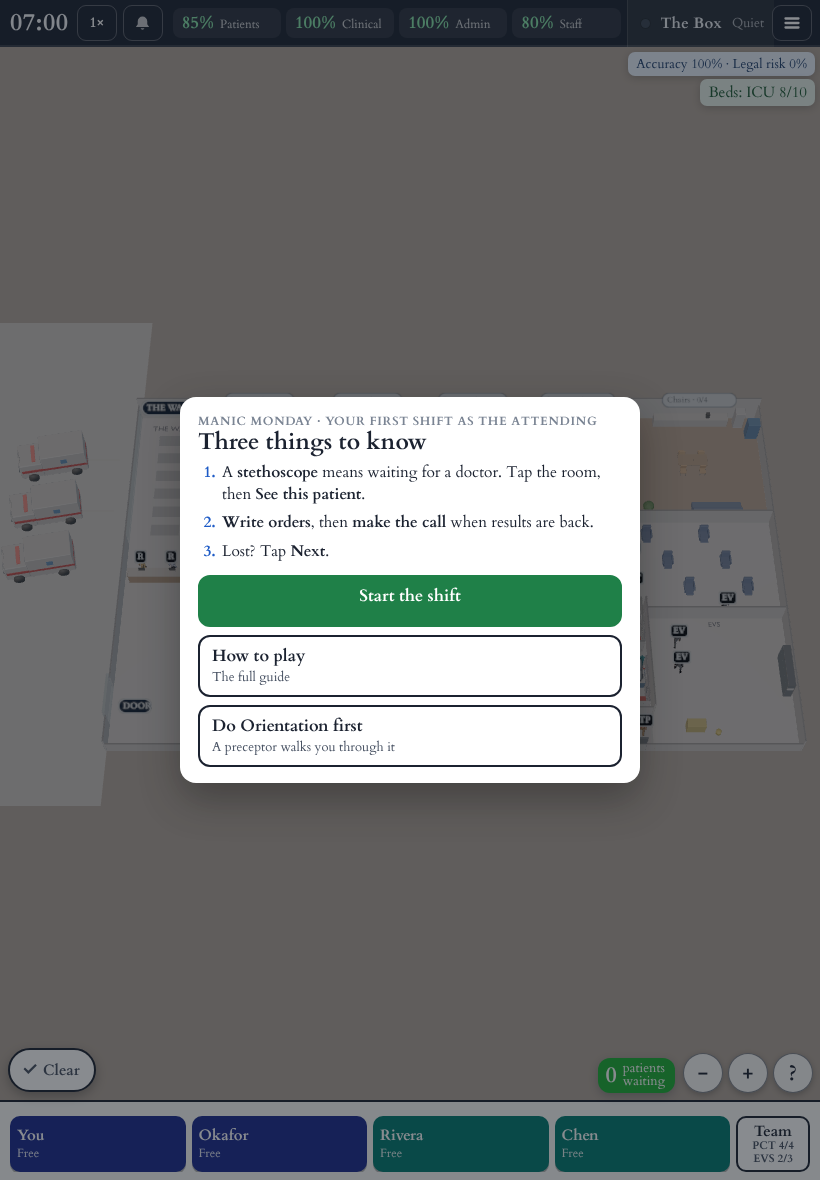 07:00 1× 85% Patients 100% Clinical 100% Admin 80% Staff The Box Quiet
Accuracy 100% · Legal risk 0%
Beds: ICU 8/10
THE WA
DOOR
EV
EV
EV
EVS
MANIC MONDAY · YOUR FIRST SHIFT AS THE ATTENDING
Three things to know
1. A stethoscope means waiting for a doctor. Tap the room,
then See this patient.
2. Write orders, then make the call when results are back.
3. Lost? Tap Next.
Start the shift
How to play
The full guide
Do Orientation first
A preceptor walks you through it
Clear
0 patients
waiting
− + ?
You
Free
Okafor
Free
Rivera
Free
Chen
Free
Team
PCT 4/4
EVS 2/3